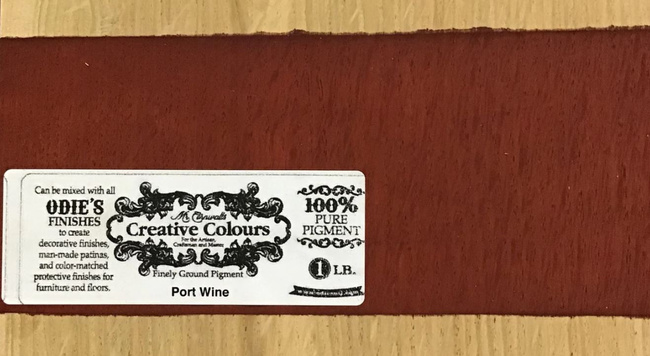 Can be mixed with all
ODIE'S
FINISHES
to create
decorative finishes,
man-made patinas,
and color-matched
protective finishes for
furniture and floors.
Creative Colours
For the Artist,
Craftsman and Master
Finely Ground Pigment
Port Wine
100%
PURE
PIGMENT
1 LB.